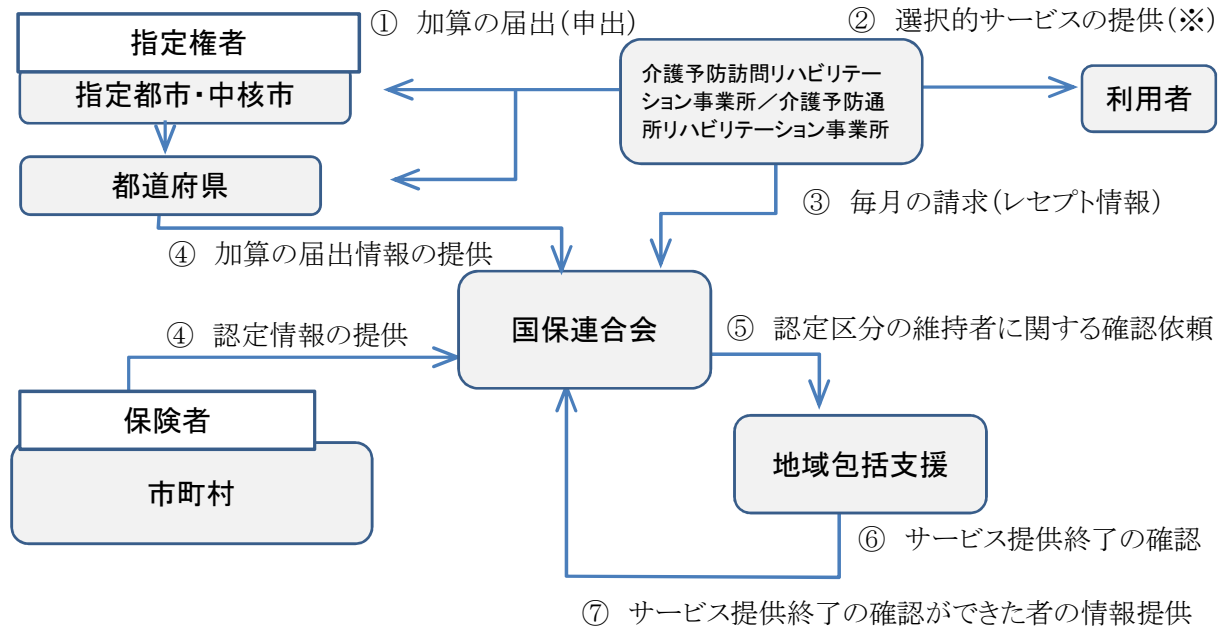 ① 加算の届出(申出)
② 選択的サービスの提供(※)
指定権者
指定都市・中核市
介護予防訪問リハビリテー
ション事業所／介護予防通
所リハビリテーション事業所
利用者
都道府県
③ 毎月の請求(レセプト情報)
④ 加算の届出情報の提供
国保連合会
④ 認定情報の提供
⑤ 認定区分の維持者に関する確認依頼
保険者
市町村
地域包括支援
⑥ サービス提供終了の確認
⑦ サービス提供終了の確認ができた者の情報提供